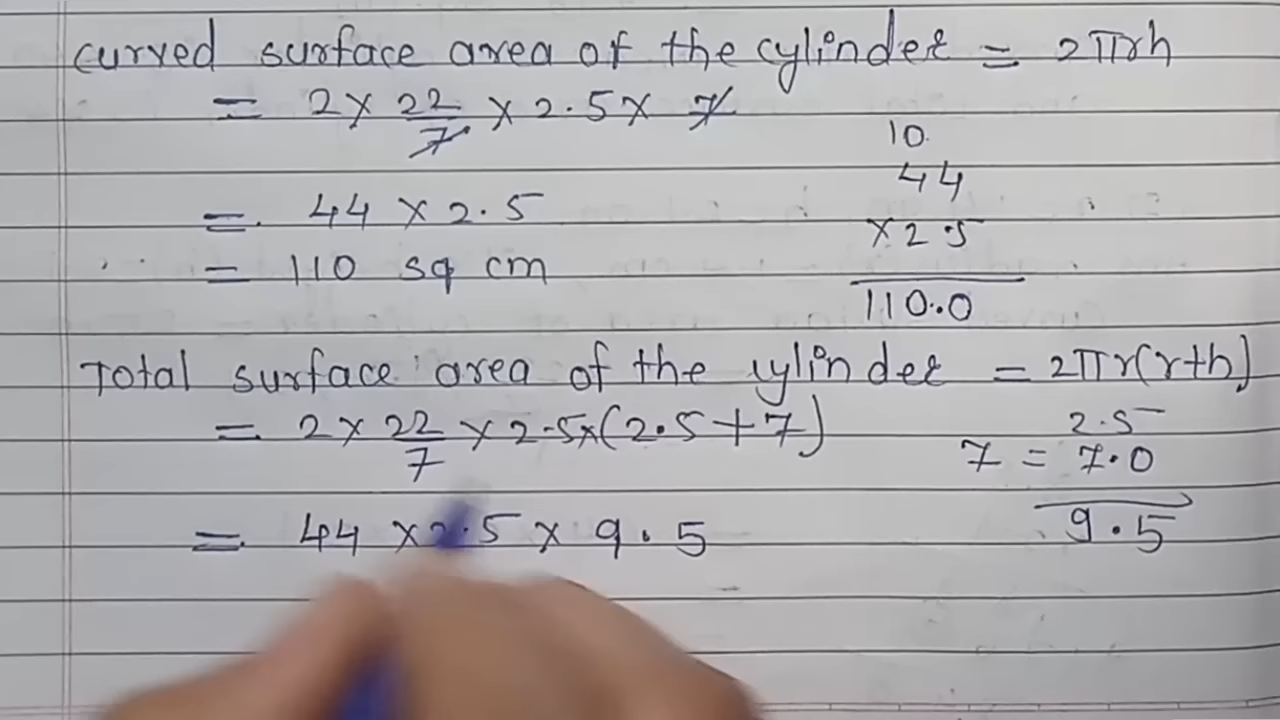 curved surface area of the cylinder = 2πrh
= 2 × 22/7 × 2.5 × 7
10
44
= 44 × 2.5
× 2.5
= 110 sq cm
110.0
Total surface area of the cylinder = 2πr(r+h)
= 2 × 22/7 × 2.5 × (2.5 + 7)
2.5
7 = 7.0
= 44 × 2.5 × 9.5
9.5